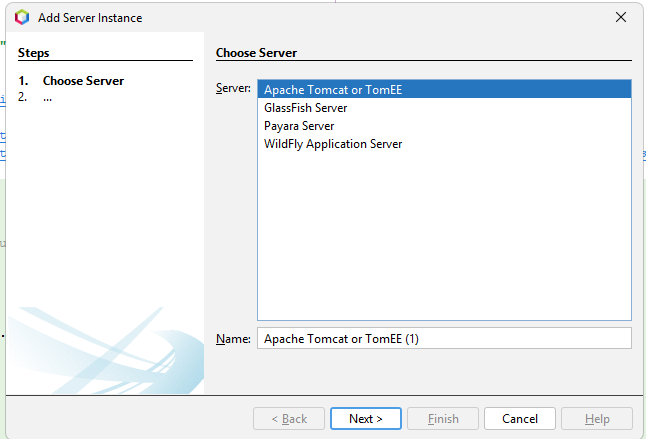 Add Server Instance
Steps
Choose Server
1. Choose Server
2. ...
Server:
Apache Tomcat or TomEE
GlassFish Server
Payara Server
WildFly Application Server
Name: Apache Tomcat or TomEE (1)
< Back Next > Finish Cancel Help